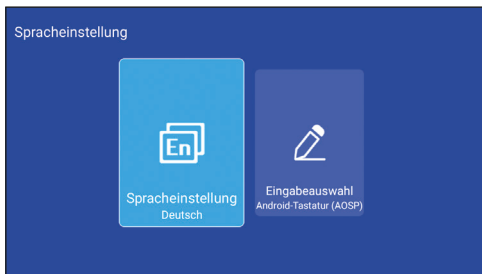 Spracheinstellung
En
Spracheinstellung
Deutsch
Eingabeauswahl
Android-Tastatur (AOSP)